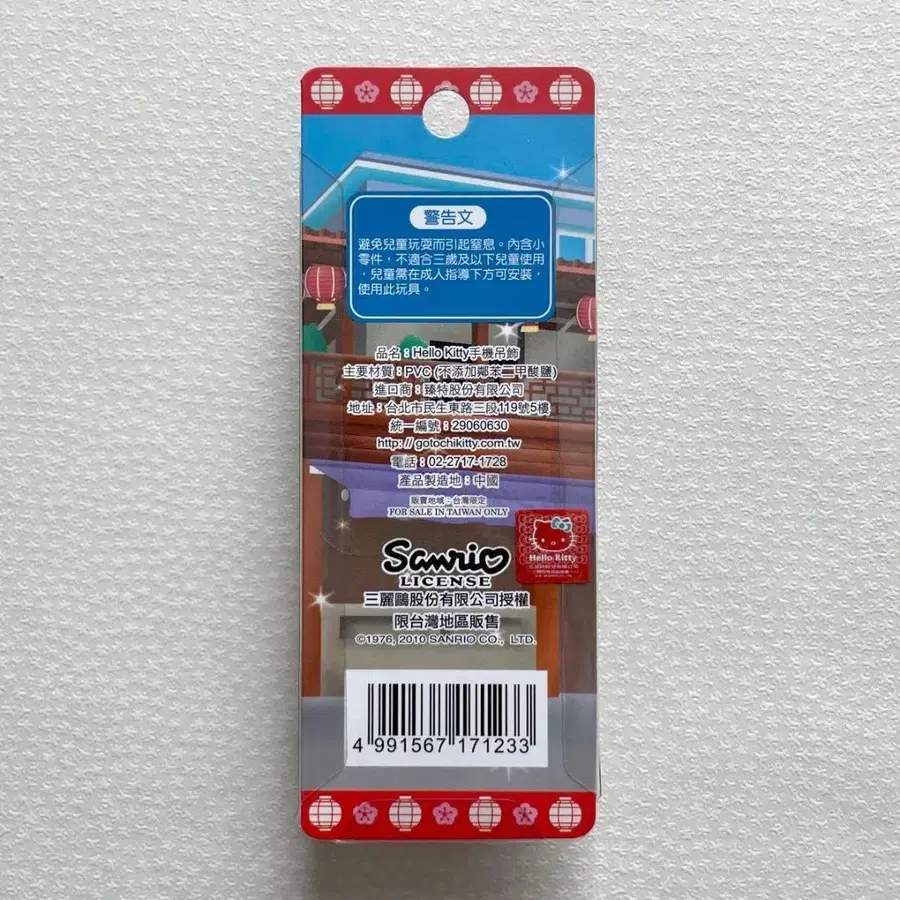 警告文
避免兒童玩耍而引起窒息。內含小
零件，不適合三歲及以下兒童使用
，兒童需在成人指導下方可安裝，
使用此玩具。
品名：Hello Kitty手機吊飾
主要材質：PVC (不添加鄰苯二甲酸鹽)
進口商：臻特股份有限公司
地址：台北市民生東路三段119號5樓
統一編號：29060630
http://gotochikitty.com.tw
電話：02-2717-1728
產品製造地：中國
販賣地域：台灣限定
FOR SALE IN TAIWAN ONLY
Hello Kitty
Sanrio
LICENSE
三麗鷗股份有限公司授權
限台灣地區販售
©1976, 2010 SANRIO CO., LTD.
4 991567 171233